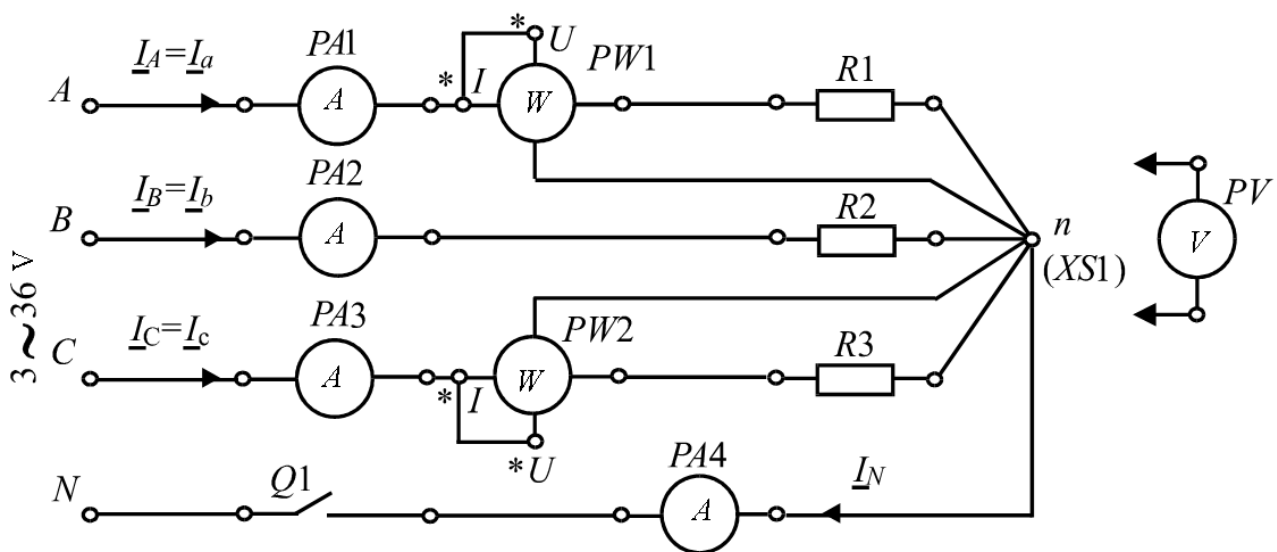 A
I_A=I_a
PA1
A
*
I
*
U
W
PW1
R1
B
I_B=I_b
PA2
A
R2
n
(XS1)
PV
V
3 ~ 36 V
C
I_C=I_c
PA3
A
*
I
W
PW2
* U
R3
N
Q1
PA4
A
I_N